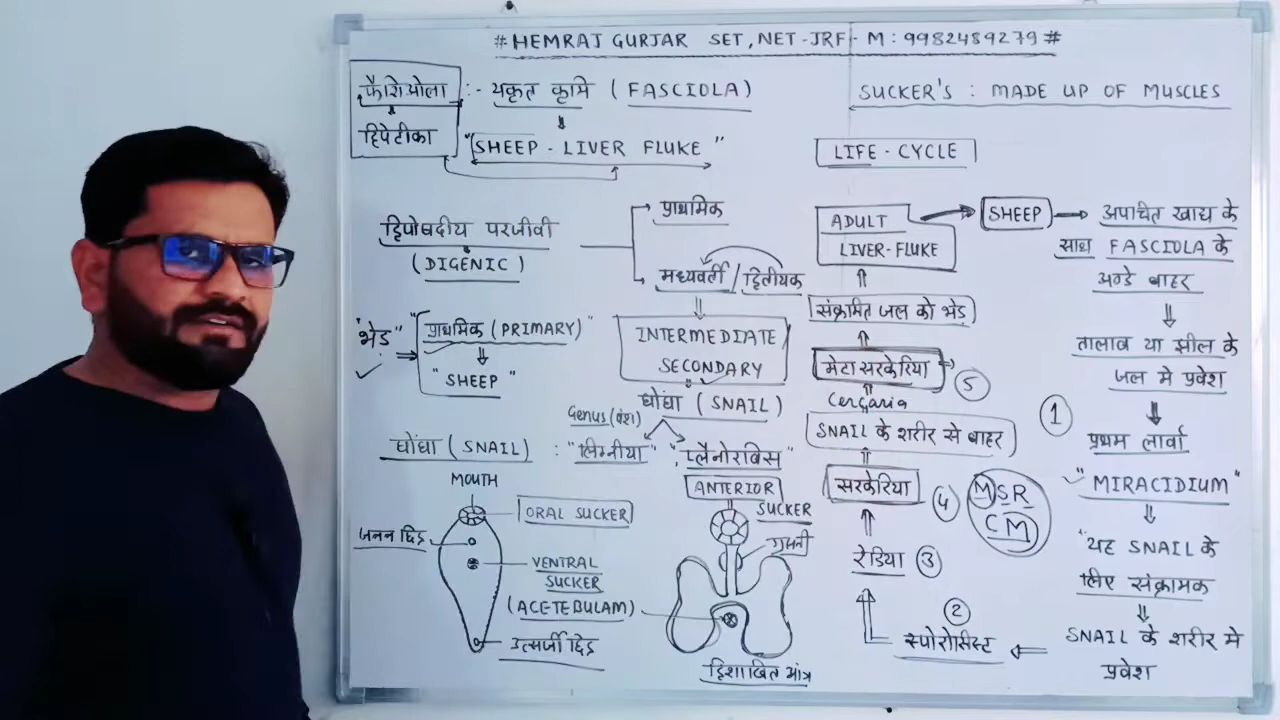 # HEMRAJ GURJAR SET, NET-JRF - M: 9982489279 #
फैशियोला :- यकृत कृमि ( FASCIOLA )
हिपेटीका
"SHEEP - LIVER FLUKE"
SUCKER'S : MADE UP OF MUSCLES
LIFE - CYCLE
द्विपोषदीय परजीवी
( DIGENIC )
प्राथमिक
मध्यवर्ती / द्वितीयक
INTERMEDIATE /
SECONDARY
घोंघा ( SNAIL )
"भेड़"
प्राथमिक ( PRIMARY )
"SHEEP"
Genus (वंश)
घोंघा ( SNAIL ) : "लिम्नीया" , "प्लैनोरबिस"
MOUTH
ORAL SUCKER
जनन छिद्र
VENTRAL
SUCKER
(ACETEBULAM)
उत्सर्जी छिद्र
ANTERIOR
SUCKER
ग्रसनी
द्विशाखित आंत्र
ADULT
LIVER-FLUKE
SHEEP
अपाचित खाद्य के
साथ FASCIOLA के
अण्डे बाहर
तालाब या झील के
जल मे प्रवेश
1
प्रथम लार्वा
"MIRACIDIUM"
"यह SNAIL के
लिए संक्रामक
SNAIL के शरीर मे
प्रवेश
2
स्पोरोसिस्ट
रेडिया 3
सरकेरिया 4
MSR
CM
SNAIL के शरीर से बाहर
Cercaria
मेटा सरकेरिया 5
संक्रमित जल को भेड़